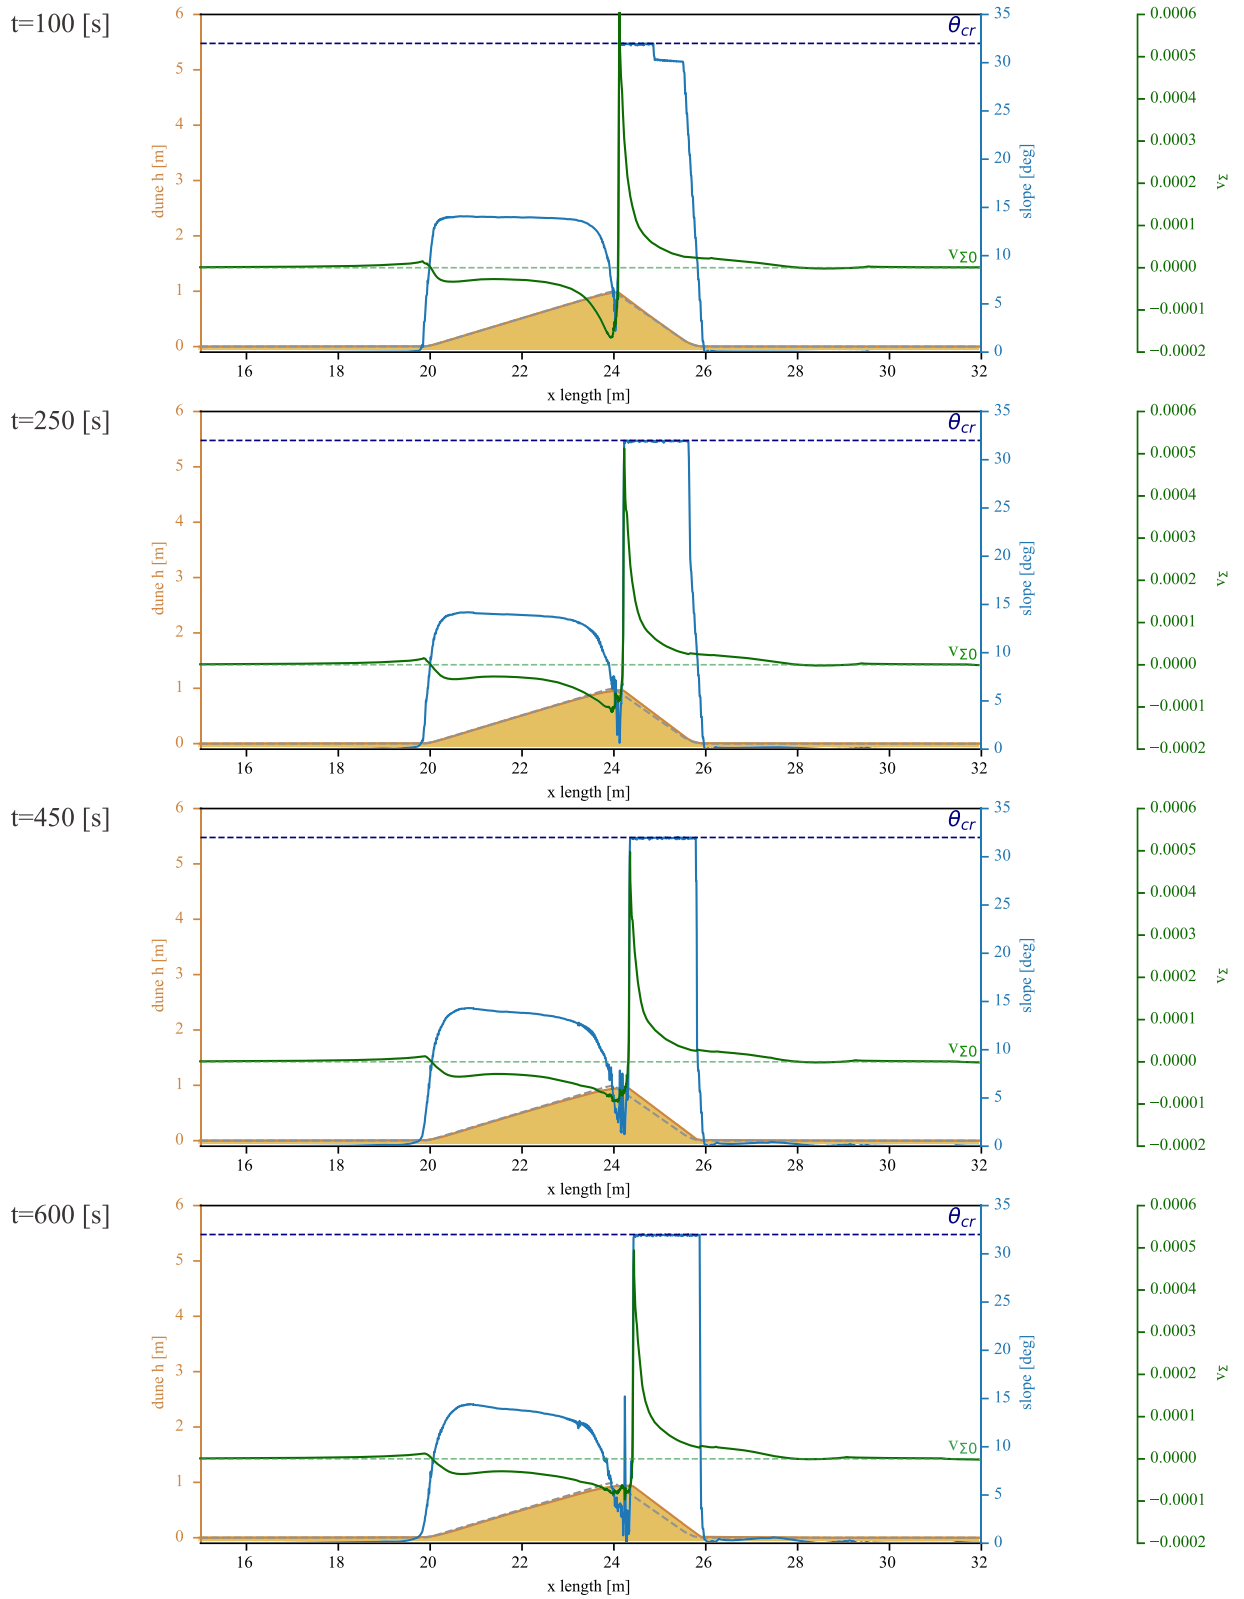 t=100 [s]
6 5 4 3 2 1 0
dune h [m]
θcr
vΣ0
35 30 25 20 15 10 5 0
slope [deg]
0.0006 0.0005 0.0004 0.0003 0.0002 0.0001 0.0000 −0.0001 −0.0002
vΣ
16 18 20 22 24 26 28 30 32
x length [m]
t=250 [s]
6 5 4 3 2 1 0
dune h [m]
θcr
vΣ0
35 30 25 20 15 10 5 0
slope [deg]
0.0006 0.0005 0.0004 0.0003 0.0002 0.0001 0.0000 −0.0001 −0.0002
vΣ
16 18 20 22 24 26 28 30 32
x length [m]
t=450 [s]
6 5 4 3 2 1 0
dune h [m]
θcr
vΣ0
35 30 25 20 15 10 5 0
slope [deg]
0.0006 0.0005 0.0004 0.0003 0.0002 0.0001 0.0000 −0.0001 −0.0002
vΣ
16 18 20 22 24 26 28 30 32
x length [m]
t=600 [s]
6 5 4 3 2 1 0
dune h [m]
θcr
vΣ0
35 30 25 20 15 10 5 0
slope [deg]
0.0006 0.0005 0.0004 0.0003 0.0002 0.0001 0.0000 −0.0001 −0.0002
vΣ
16 18 20 22 24 26 28 30 32
x length [m]